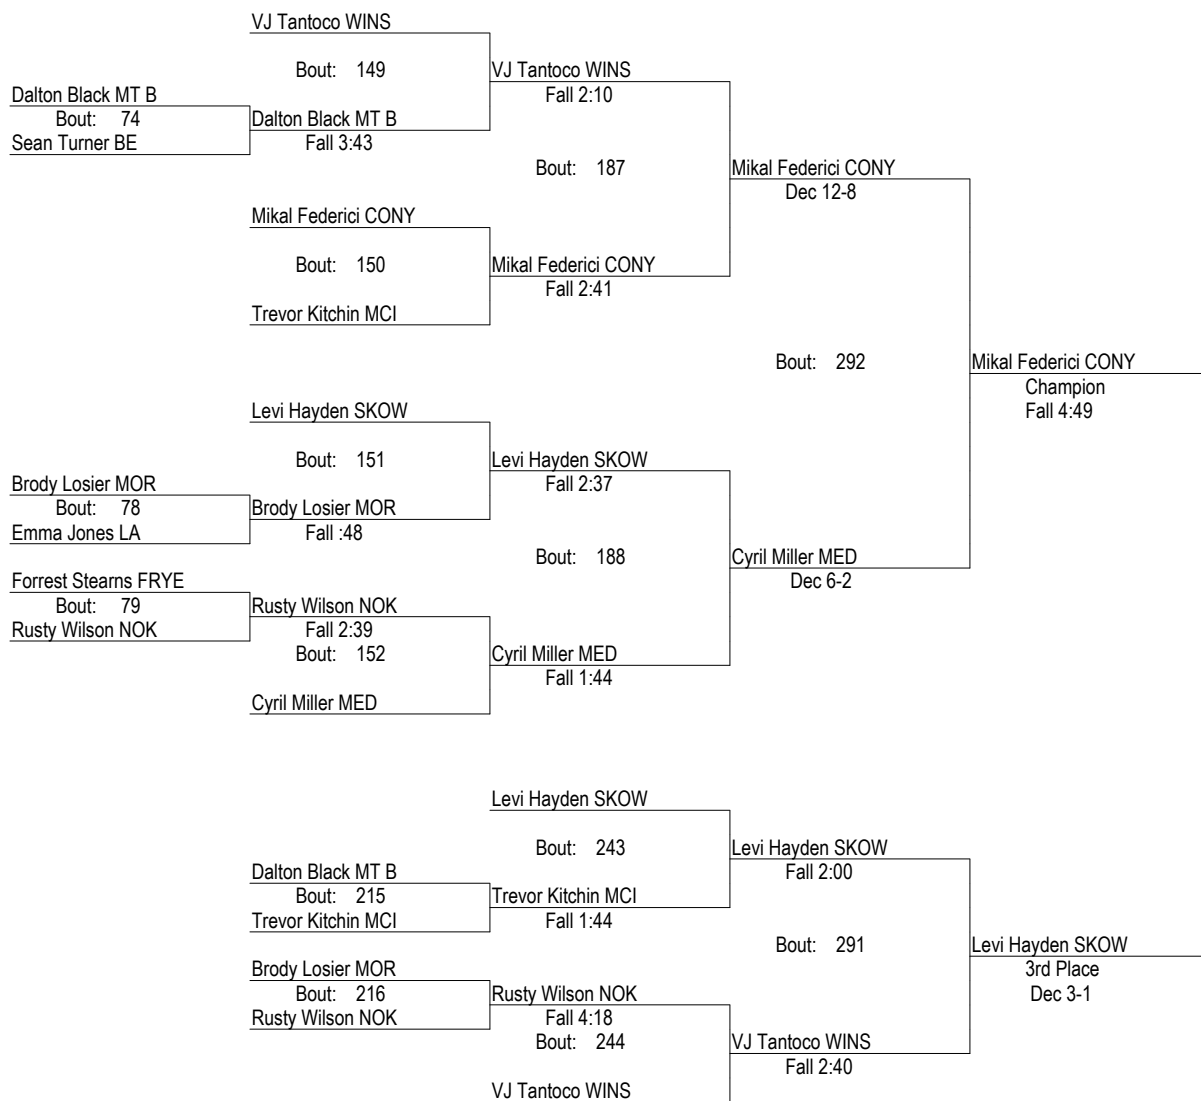 VJ Tantoco WINS
Bout: 149
VJ Tantoco WINS
Dalton Black MT B
Fall 2:10
Bout: 74
Dalton Black MT B
Sean Turner BE
Fall 3:43
Bout: 187
Mikal Federici CONY
Dec 12-8
Mikal Federici CONY
Bout: 150
Mikal Federici CONY
Fall 2:41
Trevor Kitchin MCI
Bout: 292
Mikal Federici CONY
Champion
Fall 4:49
Levi Hayden SKOW
Bout: 151
Levi Hayden SKOW
Brody Losier MOR
Fall 2:37
Bout: 78
Brody Losier MOR
Emma Jones LA
Fall :48
Bout: 188
Cyril Miller MED
Dec 6-2
Forrest Stearns FRYE
Bout: 79
Rusty Wilson NOK
Rusty Wilson NOK
Fall 2:39
Bout: 152
Cyril Miller MED
Fall 1:44
Cyril Miller MED
Levi Hayden SKOW
Bout: 243
Levi Hayden SKOW
Fall 2:00
Dalton Black MT B
Bout: 215
Trevor Kitchin MCI
Trevor Kitchin MCI
Fall 1:44
Bout: 291
Levi Hayden SKOW
3rd Place
Dec 3-1
Brody Losier MOR
Bout: 216
Rusty Wilson NOK
Rusty Wilson NOK
Fall 4:18
Bout: 244
VJ Tantoco WINS
Fall 2:40
VJ Tantoco WINS